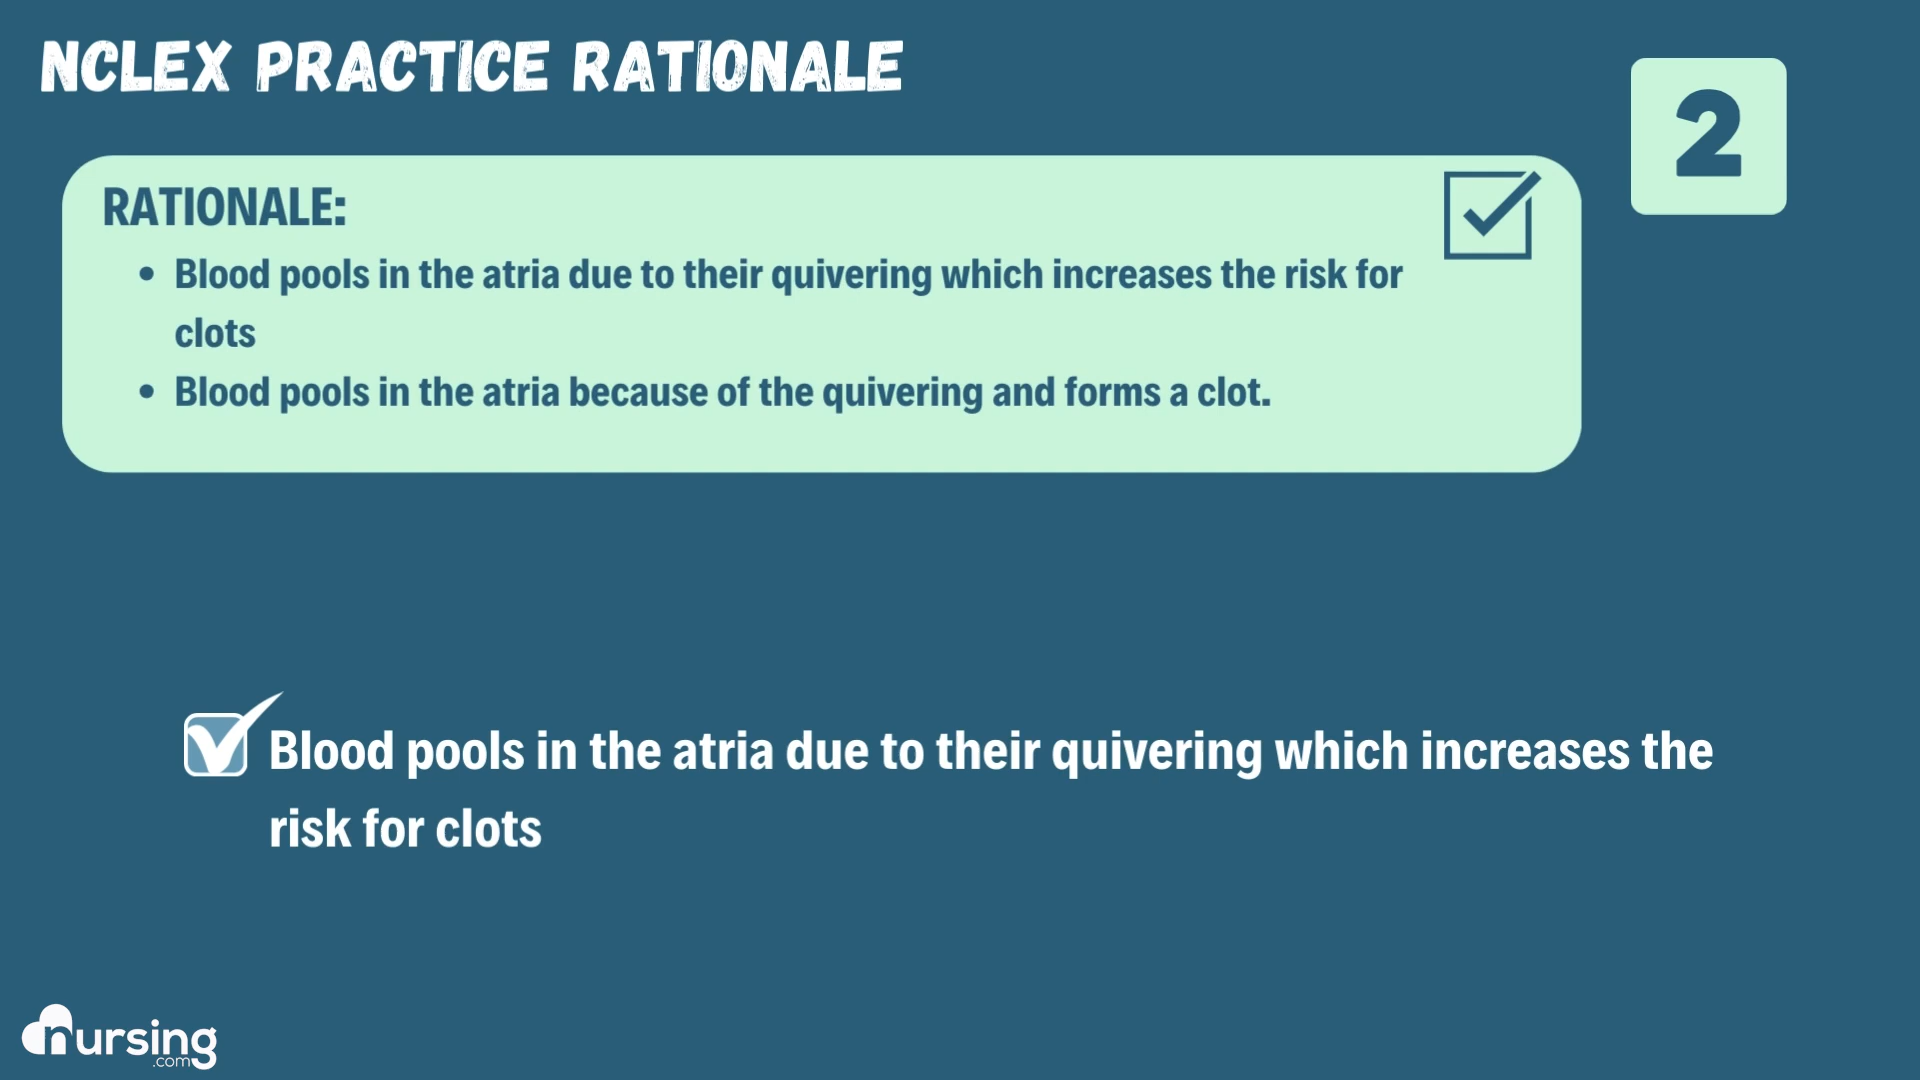 NCLEX PRACTICE RATIONALE
2
RATIONALE:
• Blood pools in the atria due to their quivering which increases the risk for
clots
• Blood pools in the atria because of the quivering and forms a clot.
Blood pools in the atria due to their quivering which increases the
risk for clots
nursing
.com